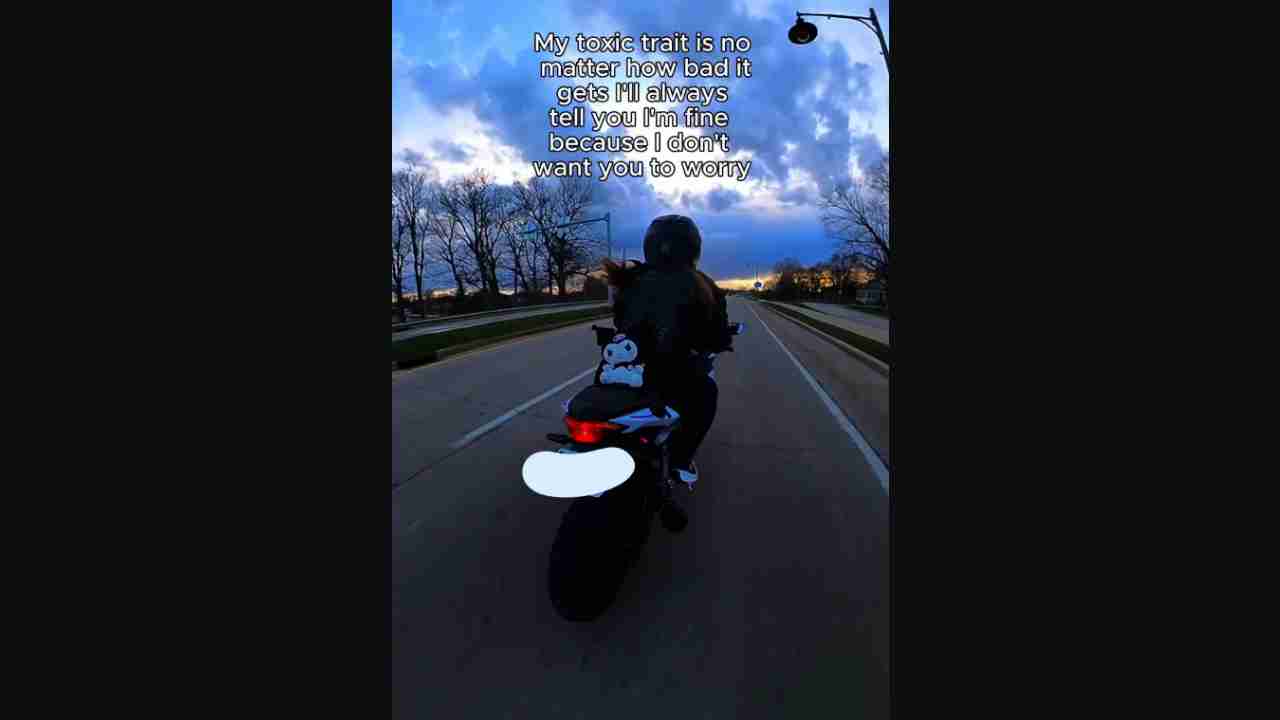 My toxic trait is no
matter how bad it
gets I'll always
tell you I'm fine
because I don't
want you to worry